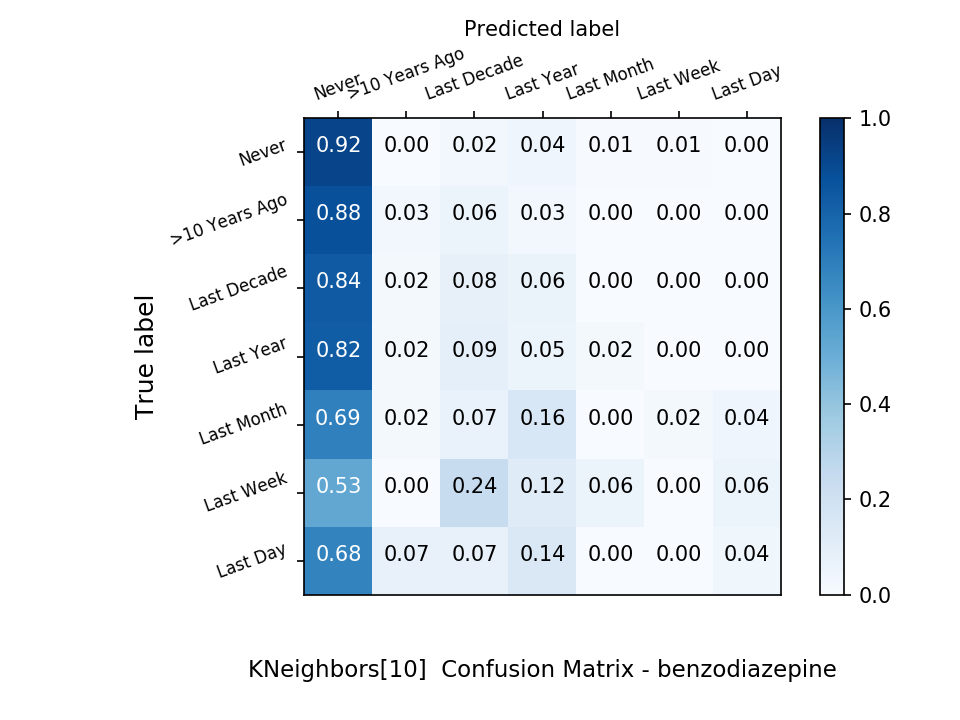 Predicted label
Never
>10 Years Ago
Last Decade
Last Year
Last Month
Last Week
Last Day
True label
Never 0.92 0.00 0.02 0.04 0.01 0.01 0.00
>10 Years Ago 0.88 0.03 0.06 0.03 0.00 0.00 0.00
Last Decade 0.84 0.02 0.08 0.06 0.00 0.00 0.00
Last Year 0.82 0.02 0.09 0.05 0.02 0.00 0.00
Last Month 0.69 0.02 0.07 0.16 0.00 0.02 0.04
Last Week 0.53 0.00 0.24 0.12 0.06 0.00 0.06
Last Day 0.68 0.07 0.07 0.14 0.00 0.00 0.04
1.0
0.8
0.6
0.4
0.2
0.0
KNeighbors[10]  Confusion Matrix - benzodiazepine